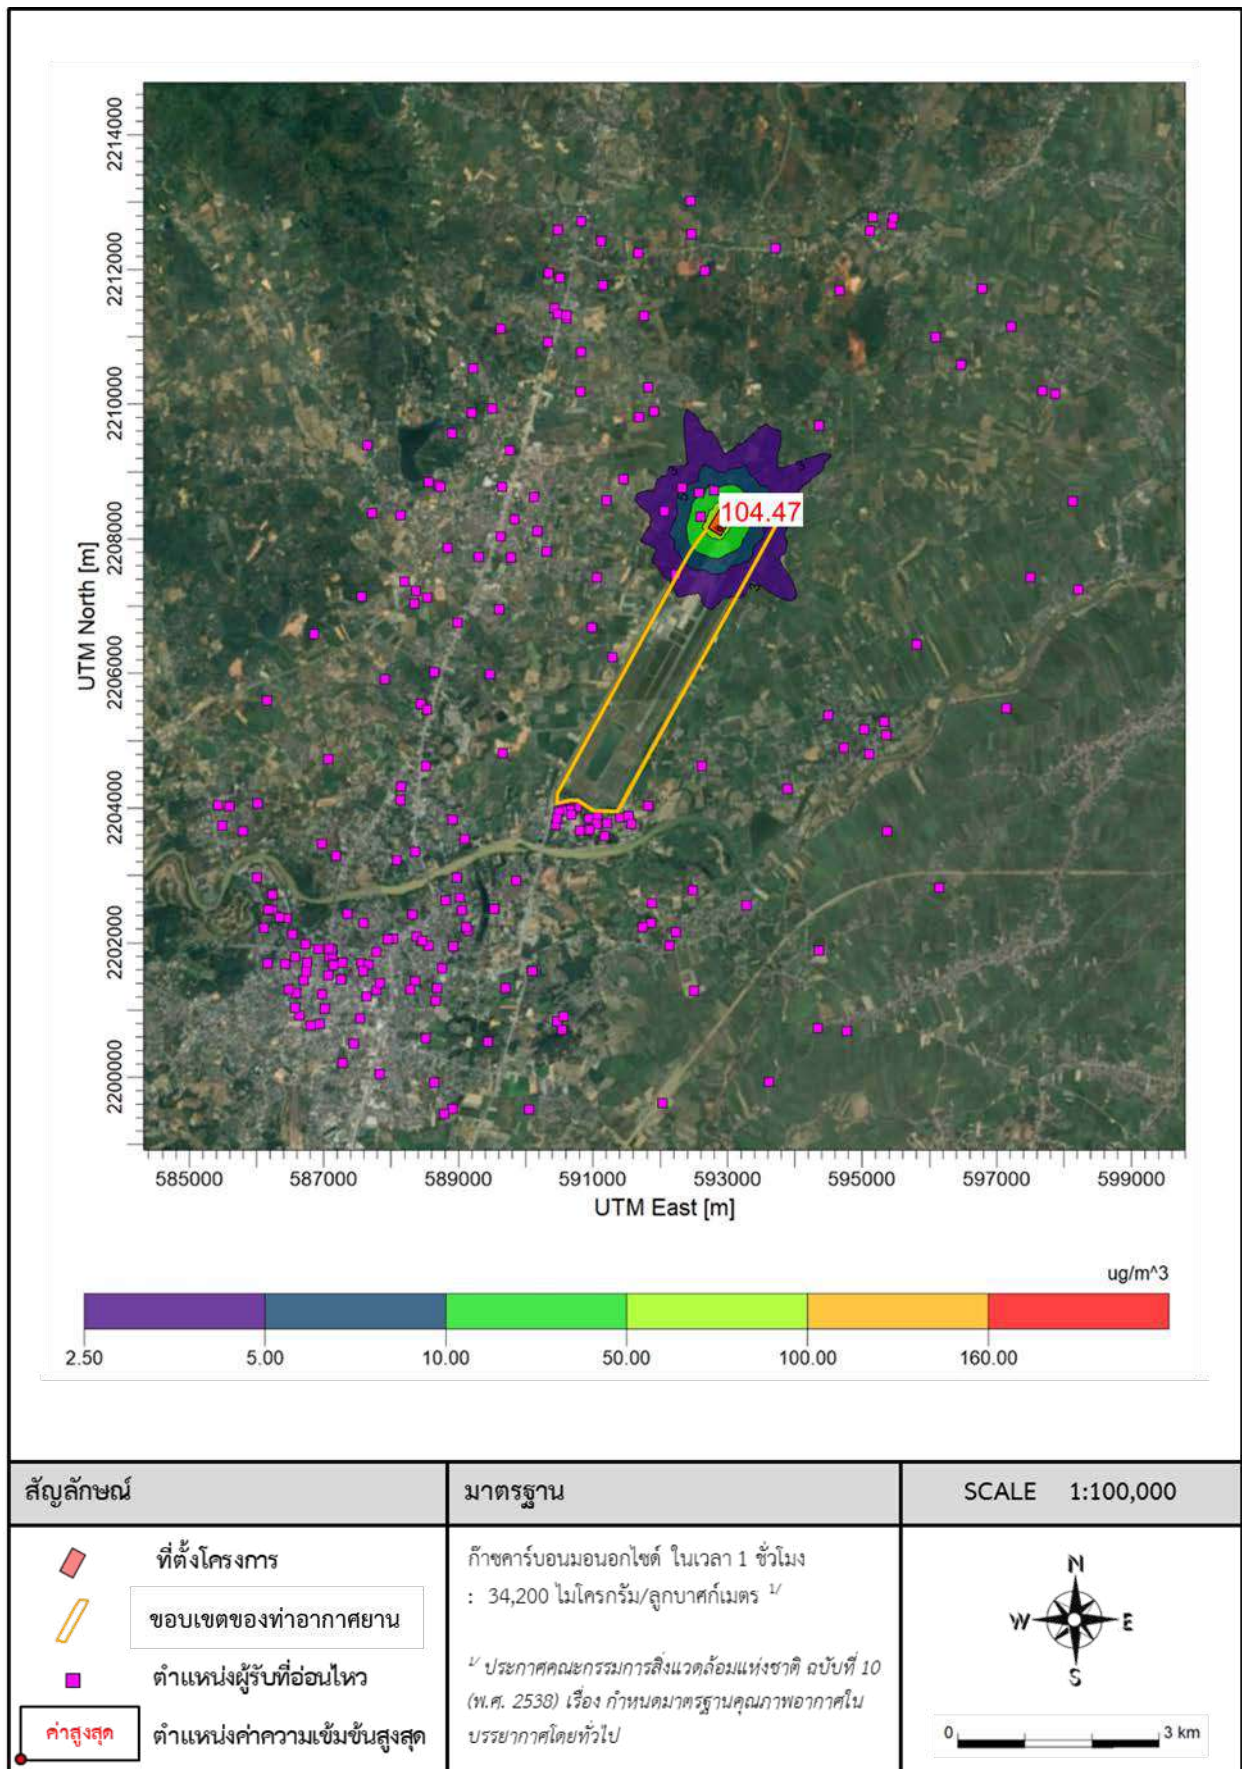 2214000
2212000
2210000
2208000
2206000
2204000
2202000
2200000
UTM North [m]
104.47
585000 587000 589000 591000 593000 595000 597000 599000
UTM East [m]
ug/m^3
2.50 5.00 10.00 50.00 100.00 160.00
สัญลักษณ์
ที่ตั้งโครงการ
ขอบเขตของท่าอากาศยาน
ตำแหน่งผู้รับที่อ่อนไหว
ค่าสูงสุด ตำแหน่งค่าความเข้มข้นสูงสุด
มาตรฐาน
ก๊าซคาร์บอนมอนอกไซด์ ในเวลา 1 ชั่วโมง
: 34,200 ไมโครกรัม/ลูกบาศก์เมตร 1/
1/ ประกาศคณะกรรมการสิ่งแวดล้อมแห่งชาติ ฉบับที่ 10
(พ.ศ. 2538) เรื่อง กำหนดมาตรฐานคุณภาพอากาศใน
บรรยากาศโดยทั่วไป
SCALE 1:100,000
N
W E
S
0 3 km